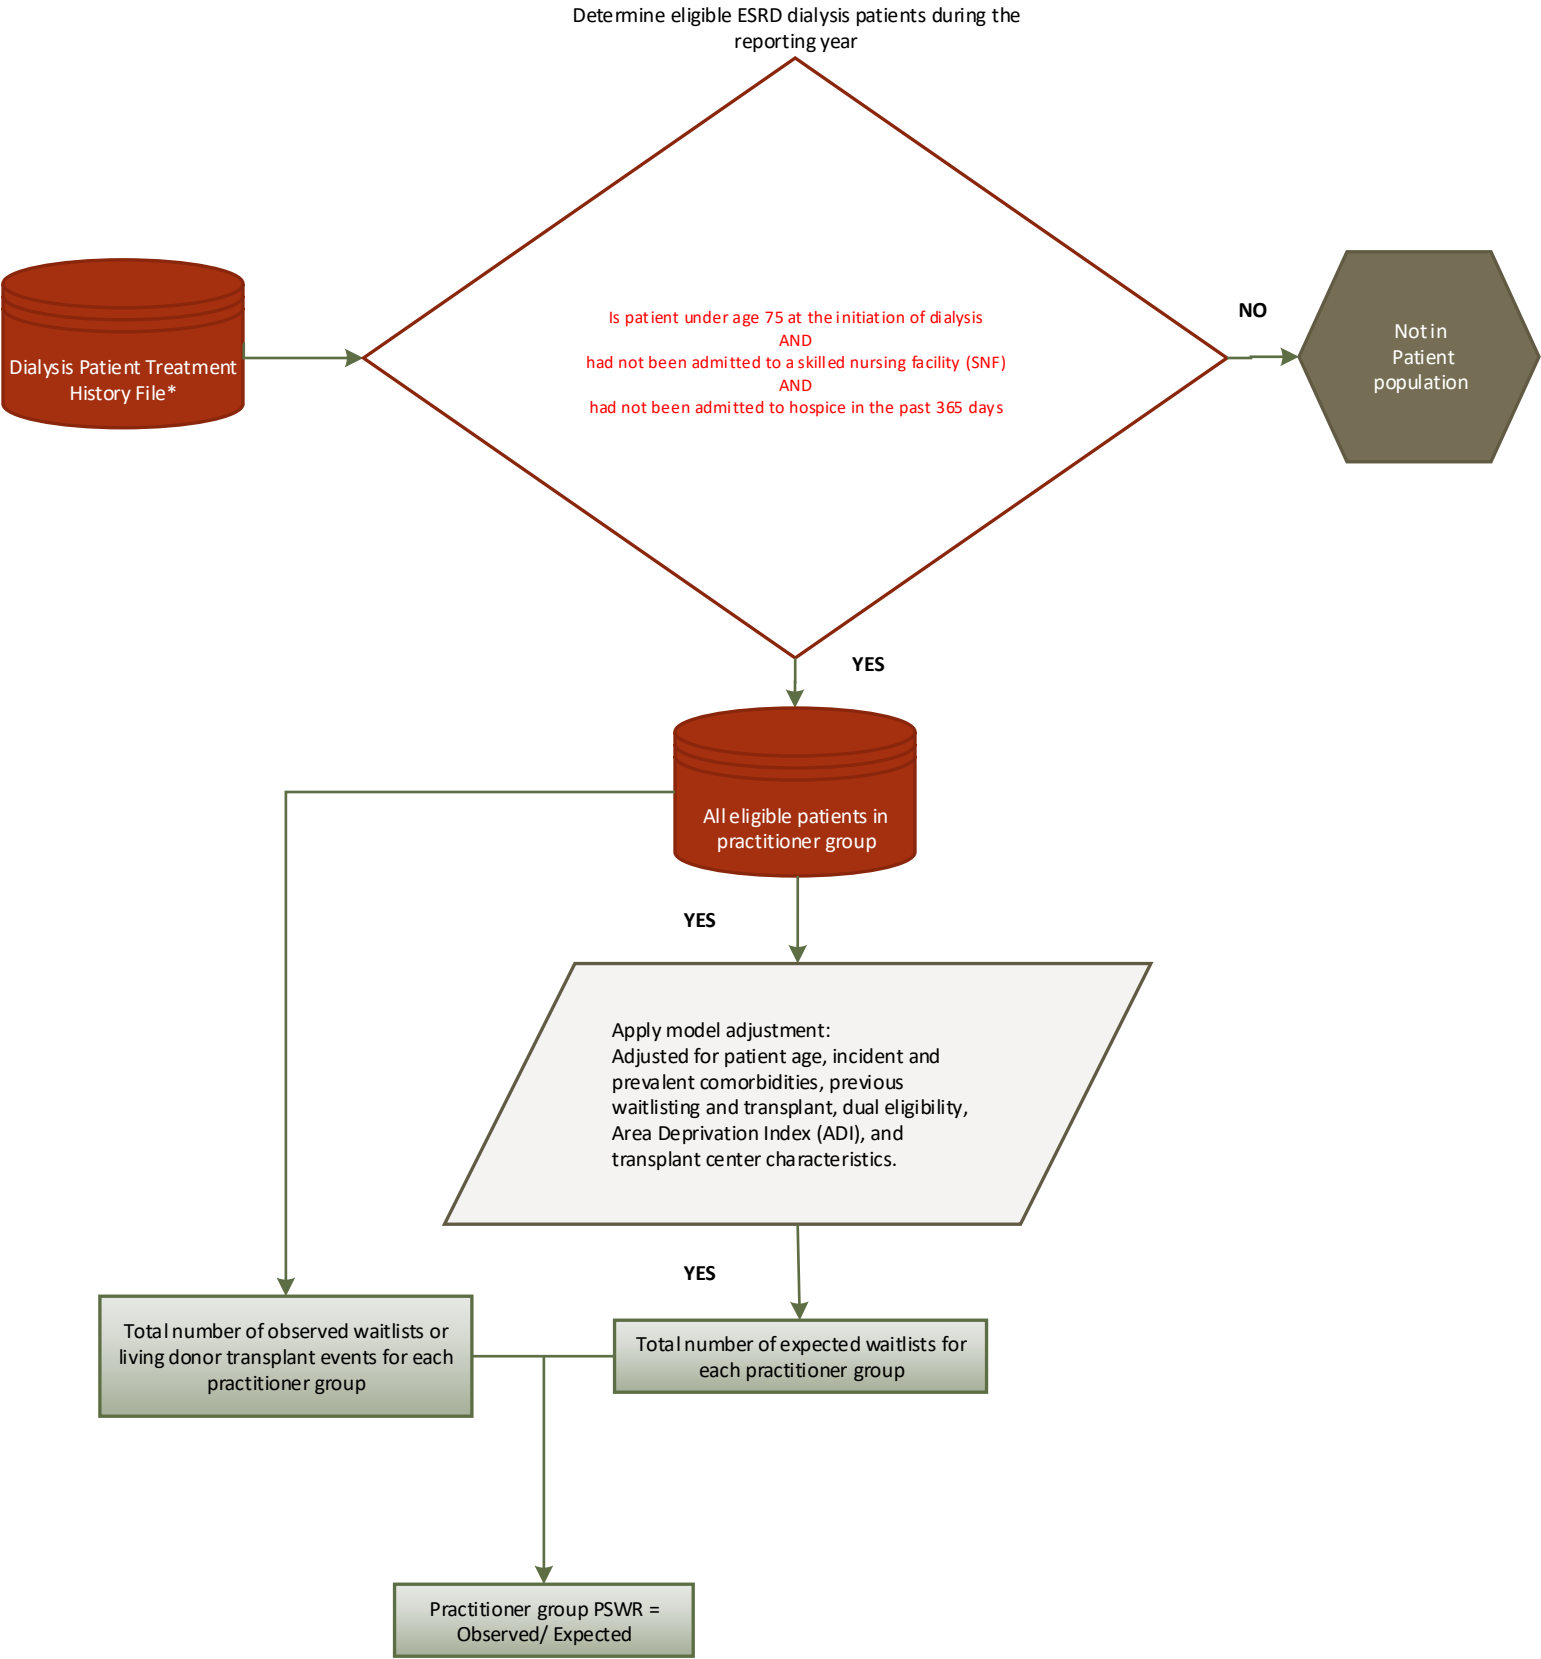 Determine eligible ESRD dialysis patients during the
reporting year
Dialysis Patient Treatment
History File*
Is patient under age 75 at the initiation of dialysis
AND
had not been admitted to a skilled nursing facility (SNF)
AND
had not been admitted to hospice in the past 365 days
NO
Not in
Patient
population
YES
All eligible patients in
practitioner group
YES
Apply model adjustment:
Adjusted for patient age, incident and
prevalent comorbidities, previous
waitlisting and transplant, dual eligibility,
Area Deprivation Index (ADI), and
transplant center characteristics.
YES
Total number of observed waitlists or
living donor transplant events for each
practitioner group
Total number of expected waitlists for
each practitioner group
Practitioner group PSWR =
Observed/ Expected